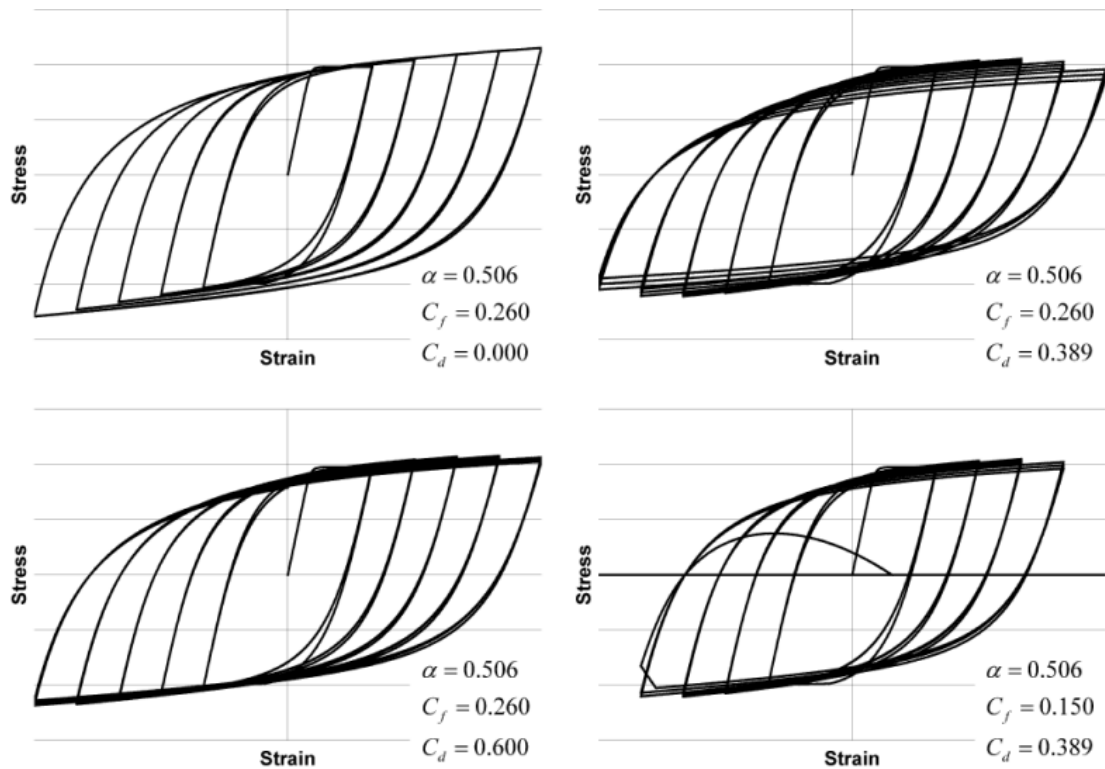 Stress
Strain
α = 0.506
C_f = 0.260
C_d = 0.000
Stress
Strain
α = 0.506
C_f = 0.260
C_d = 0.389
Stress
Strain
α = 0.506
C_f = 0.260
C_d = 0.600
Stress
Strain
α = 0.506
C_f = 0.150
C_d = 0.389